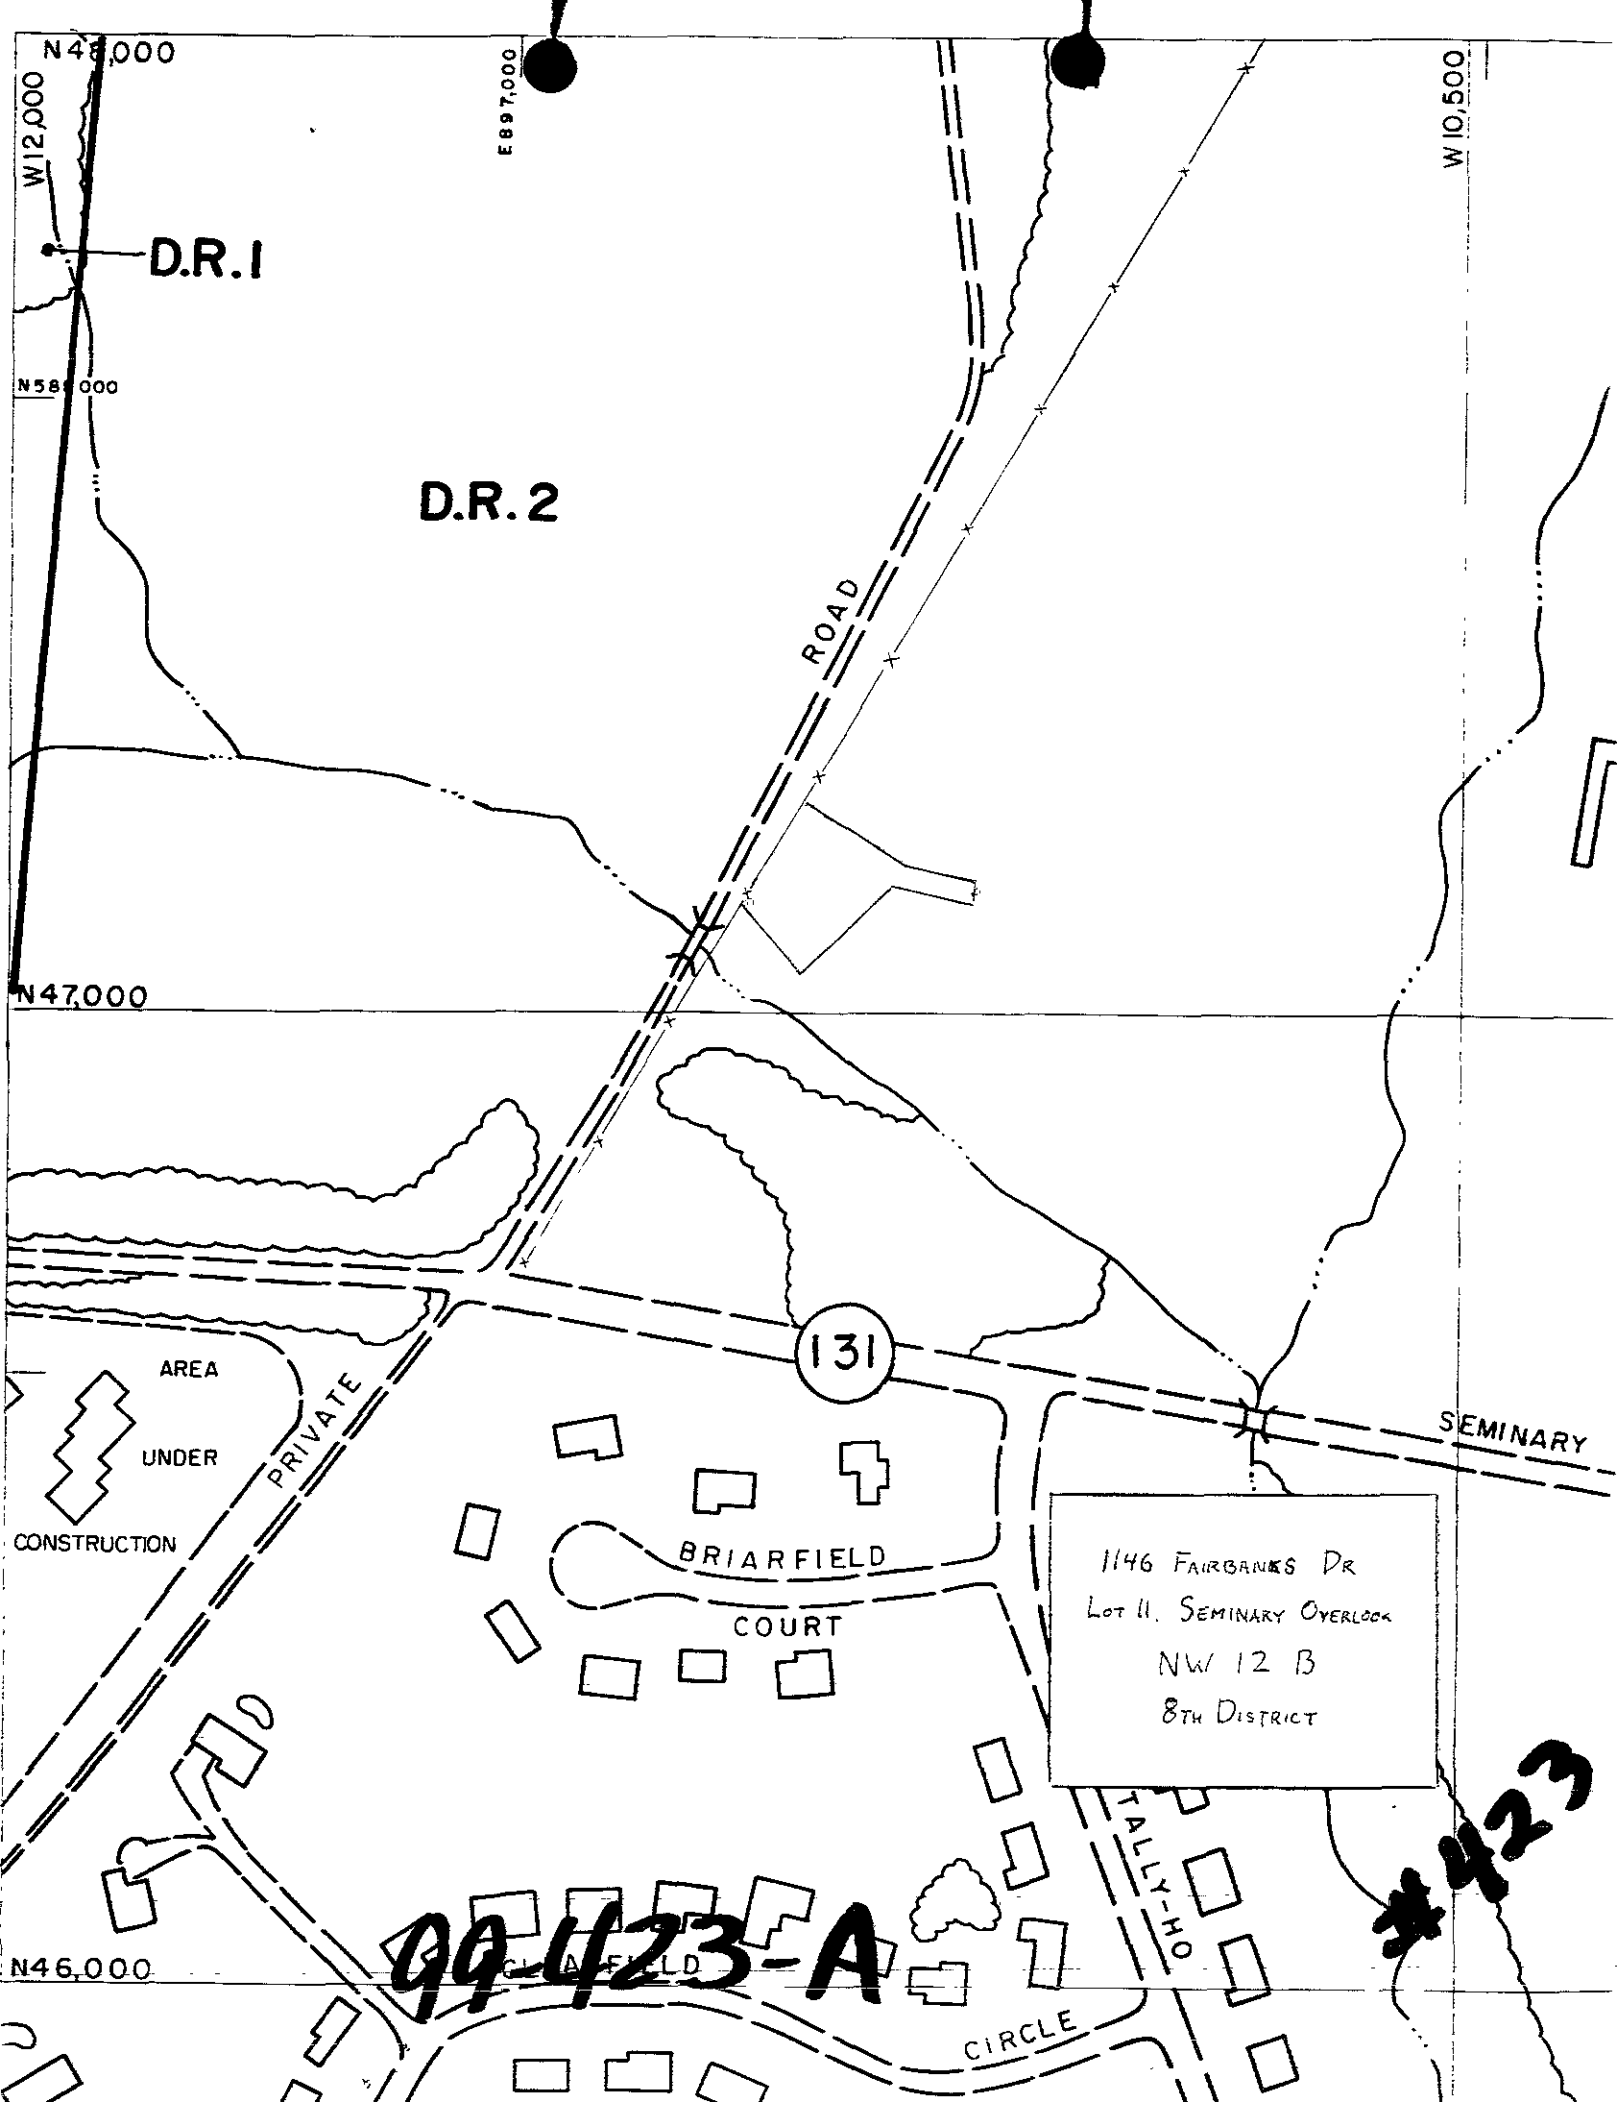 N48,000
W12,000
E897,000
W10,500
D.R.1
N58 000
D.R.2
ROAD
N47,000
131
SEMINARY
AREA
UNDER
CONSTRUCTION
PRIVATE
BRIARFIELD
COURT
1146 FAIRBANKS DR
LOT 11. SEMINARY OVERLOOK
NW 12 B
8TH DISTRICT
#423
TALLY-HO
99-423-A
N46,000
FIELD
CIRCLE